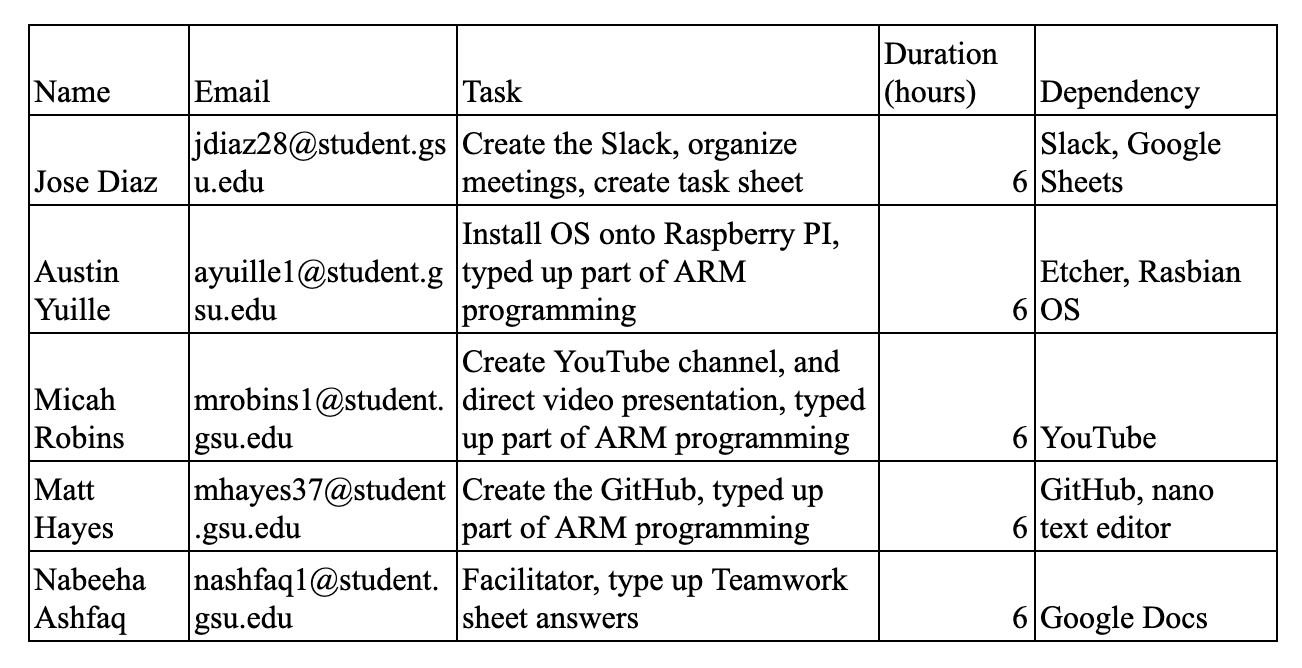 Name Email Task Duration (hours) Dependency
Jose Diaz jdiaz28@student.gsu.edu Create the Slack, organize meetings, create task sheet 6 Slack, Google Sheets
Austin Yuille ayuille1@student.gsu.edu Install OS onto Raspberry PI, typed up part of ARM programming 6 Etcher, Rasbian OS
Micah Robins mrobins1@student.gsu.edu Create YouTube channel, and direct video presentation, typed up part of ARM programming 6 YouTube
Matt Hayes mhayes37@student.gsu.edu Create the GitHub, typed up part of ARM programming 6 GitHub, nano text editor
Nabeeha Ashfaq nashfaq1@student.gsu.edu Facilitator, type up Teamwork sheet answers 6 Google Docs